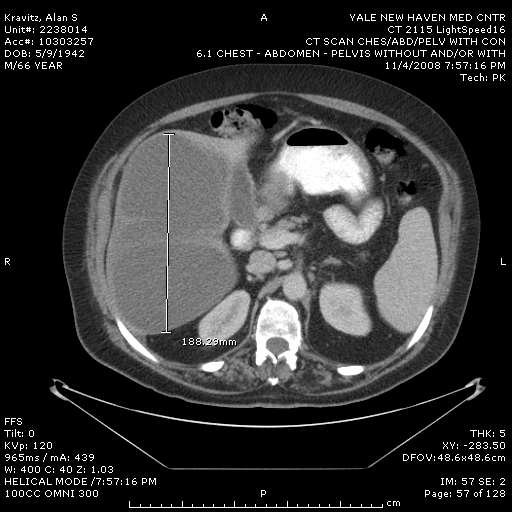 Kravitz, Alan S
Unit#: 2238014
Acc#: 10303257
DOB: 5/9/1942
M/66 YEAR
A
YALE NEW HAVEN MED CNTR
CT 2115 LightSpeed16
CT SCAN CHES/ABD/PELV WITH CON
6.1 CHEST - ABDOMEN - PELVIS WITHOUT AND/OR WITH
11/4/2008 7:57:16 PM
Tech: PK
R
L
188.29mm
FFS
Tilt: 0
KVp: 120
965ms / mA: 439
W: 400 C: 40 Z: 1.03
HELICAL MODE /7:57:16 PM
100CC OMNI 300
P
cm
THK: 5
XY: -283.50
DFOV:48.6x48.6cm
IM: 57 SE: 2
Page: 57 of 128